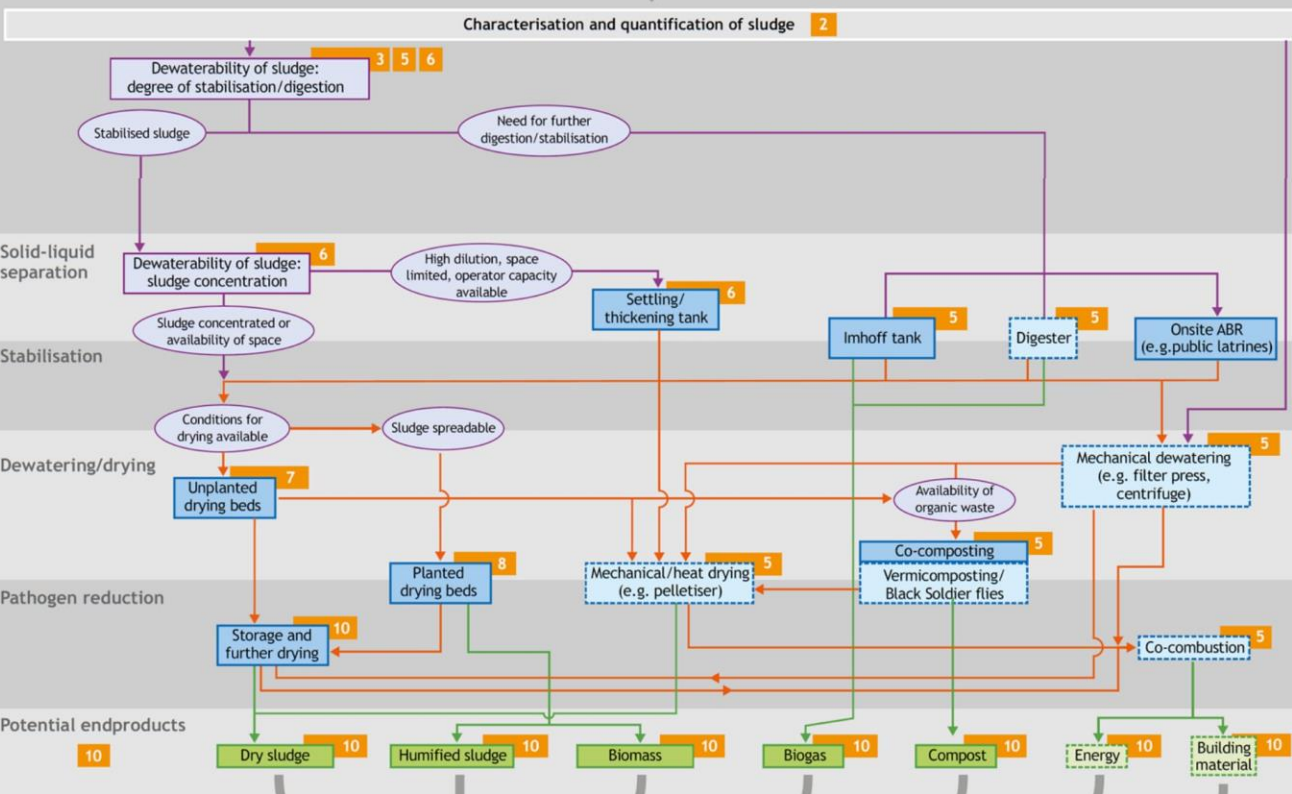 Characterisation and quantification of sludge 2
3 5 6
Dewaterability of sludge:
degree of stabilisation/digestion
Stabilised sludge
Need for further
digestion/stabilisation
Solid-liquid
separation
6
Dewaterability of sludge:
sludge concentration
High dilution, space
limited, operator capacity
available
6
Settling/
thickening tank
Sludge concentrated or
availability of space
5
Imhoff tank
5
Digester
5
Onsite ABR
(e.g.public latrines)
Stabilisation
Conditions for
drying available
Sludge spreadable
Dewatering/drying
5
Mechanical dewatering
(e.g. filter press,
centrifuge)
7
Unplanted
drying beds
Availability of
organic waste
8
Planted
drying beds
5
Mechanical/heat drying
(e.g. pelletiser)
5
Co-composting
Vermicomposting/
Black Soldier flies
Pathogen reduction
10
Storage and
further drying
5
Co-combustion
Potential endproducts
10
Dry sludge 10
Humified sludge 10
Biomass 10
Biogas 10
Compost 10
Energy 10
Building
material
10